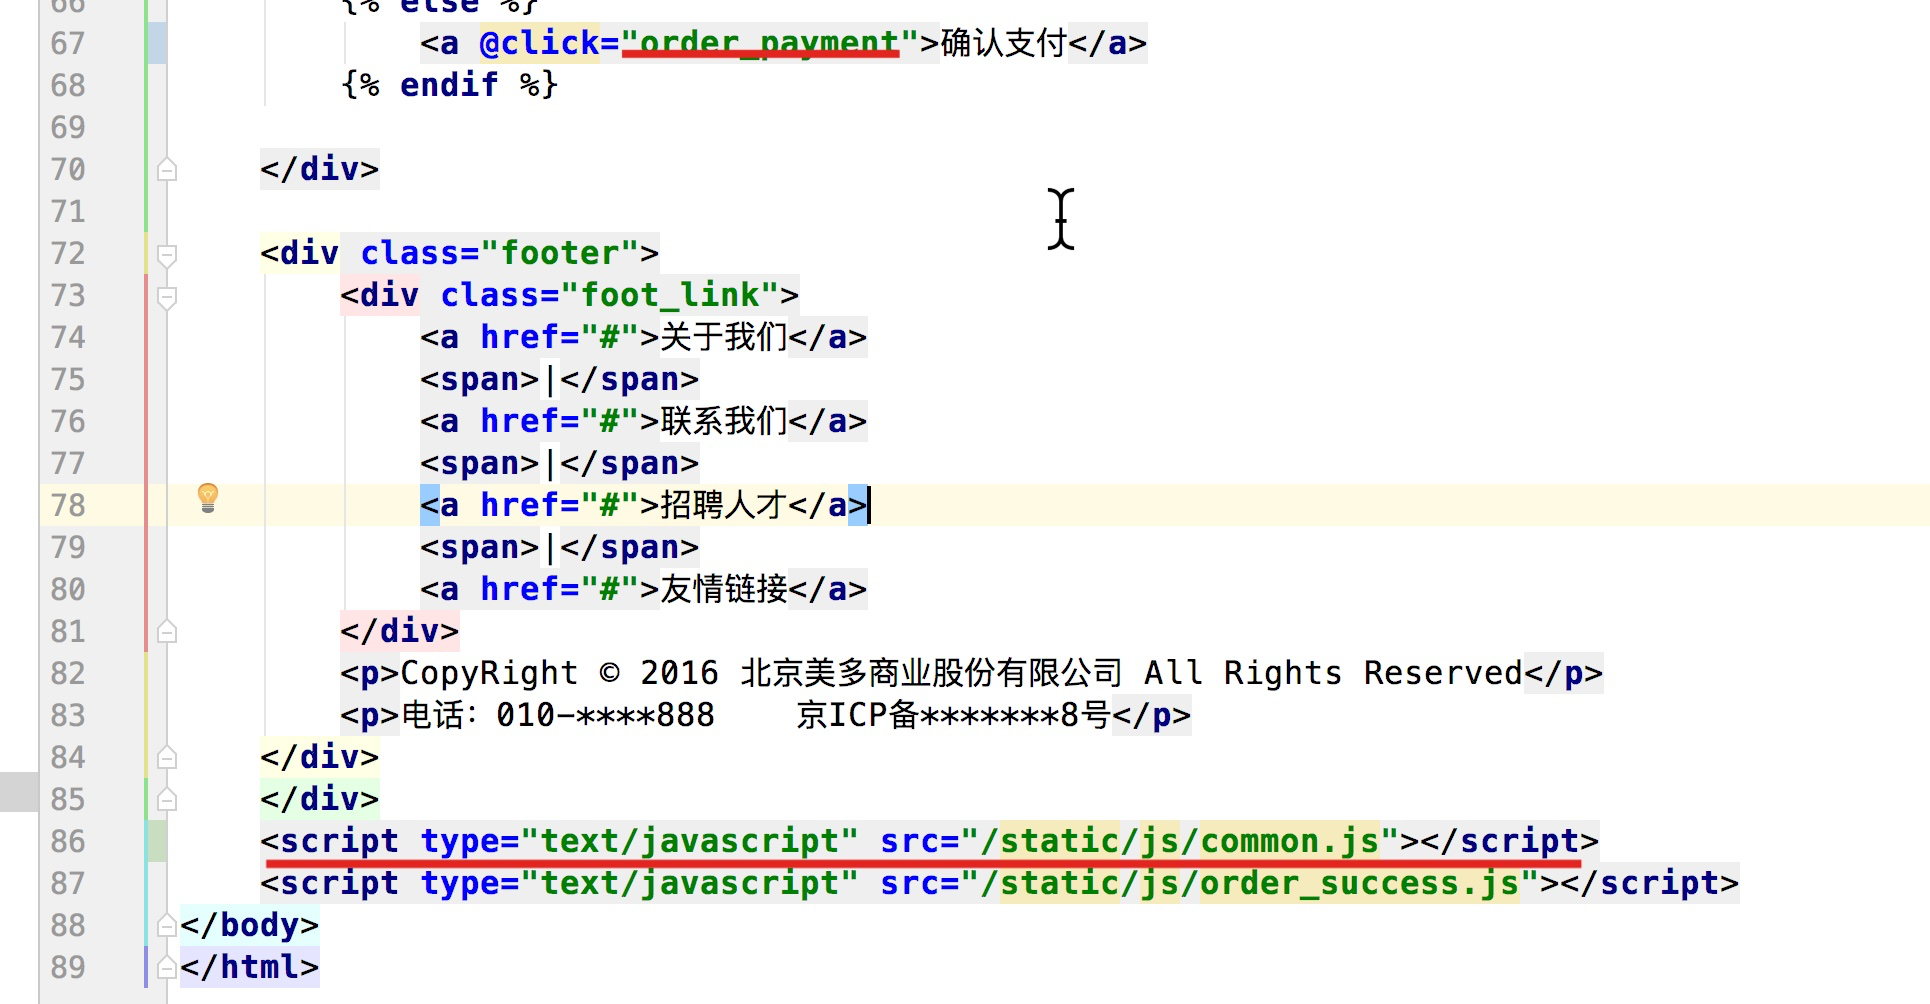 66 {% else %}
67 <a @click="order_payment">确认支付</a>
68 {% endif %}
69
70 </div>
71
72 <div class="footer">
73 <div class="foot_link">
74 <a href="#">关于我们</a>
75 <span>|</span>
76 <a href="#">联系我们</a>
77 <span>|</span>
78 <a href="#">招聘人才</a>
79 <span>|</span>
80 <a href="#">友情链接</a>
81 </div>
82 <p>CopyRight © 2016 北京美多商业股份有限公司 All Rights Reserved</p>
83 <p>电话：010-****888    京ICP备*******8号</p>
84 </div>
85 </div>
86 <script type="text/javascript" src="/static/js/common.js"></script>
87 <script type="text/javascript" src="/static/js/order_success.js"></script>
88 </body>
89 </html>